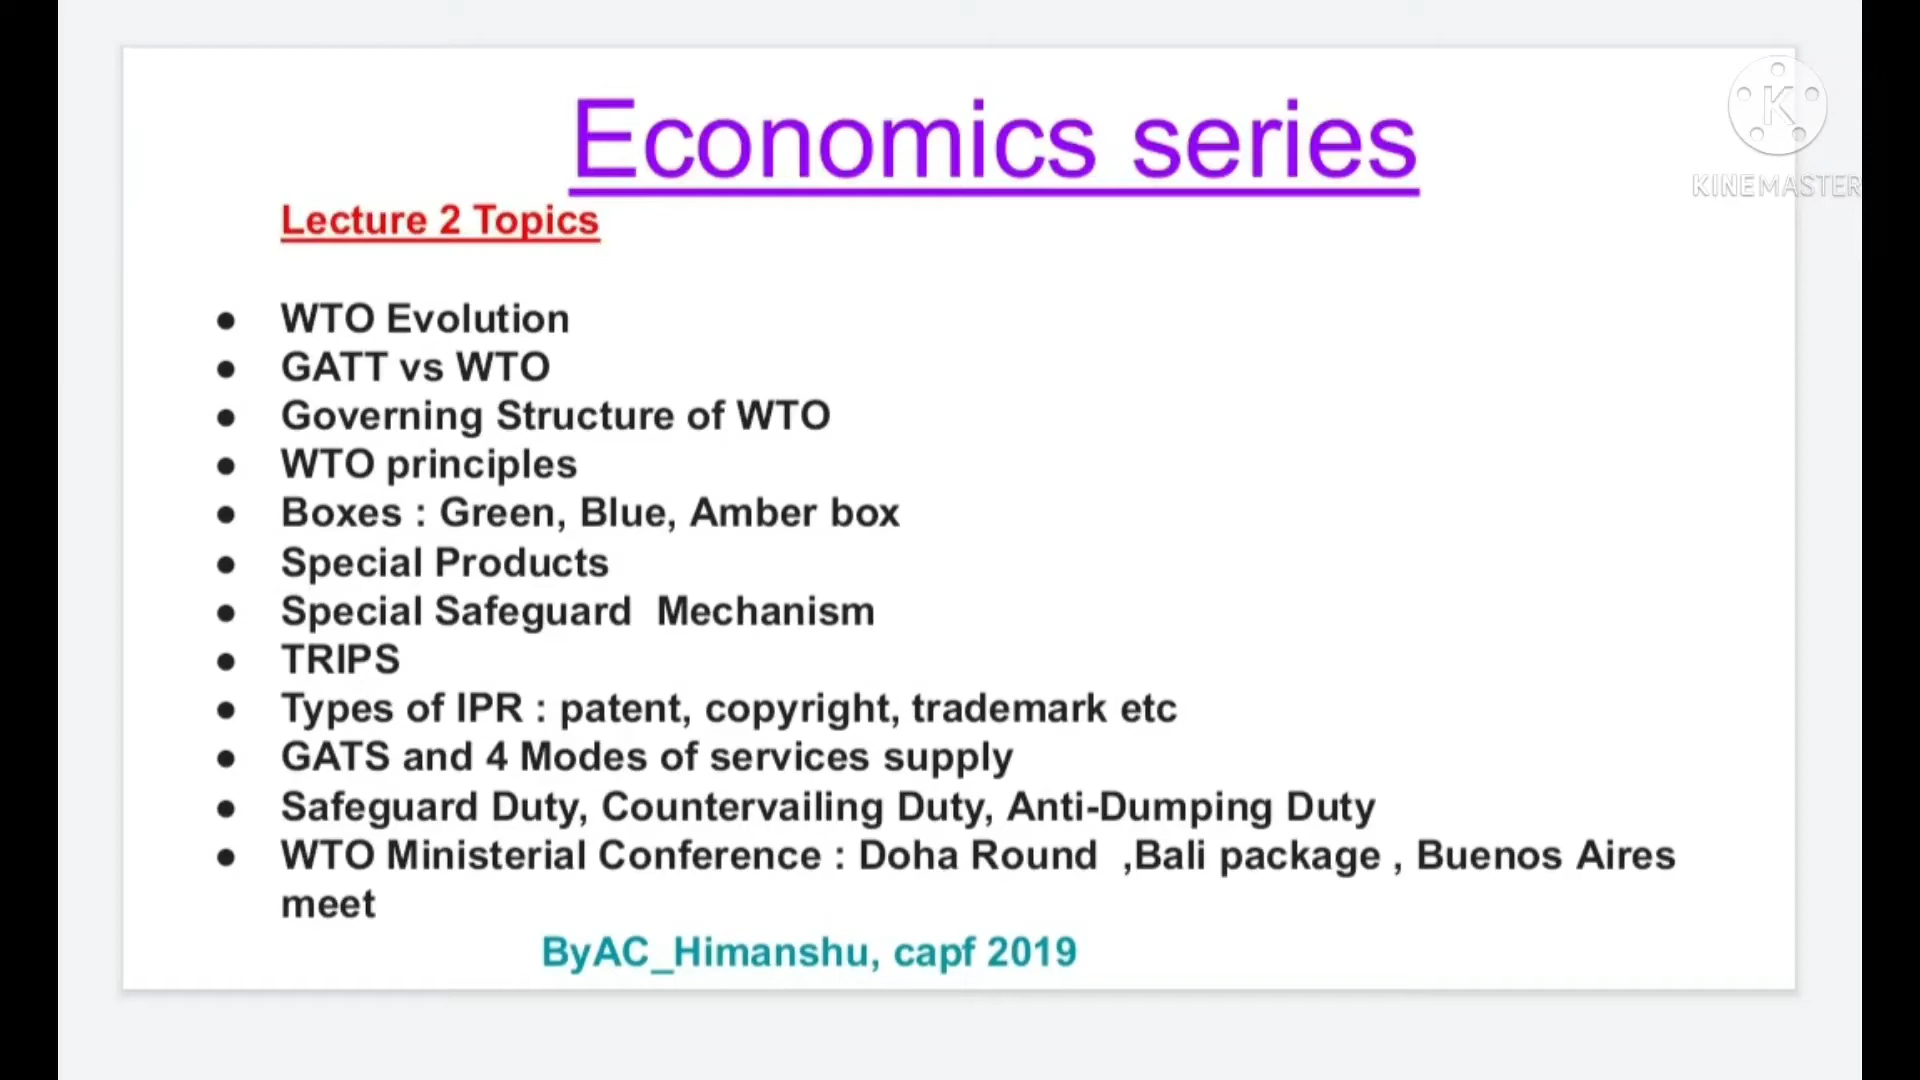 Economics series
K
KINEMASTER
Lecture 2 Topics
● WTO Evolution
● GATT vs WTO
● Governing Structure of WTO
● WTO principles
● Boxes : Green, Blue, Amber box
● Special Products
● Special Safeguard  Mechanism
● TRIPS
● Types of IPR : patent, copyright, trademark etc
● GATS and 4 Modes of services supply
● Safeguard Duty, Countervailing Duty, Anti-Dumping Duty
● WTO Ministerial Conference : Doha Round  ,Bali package , Buenos Aires
meet
ByAC_Himanshu, capf 2019